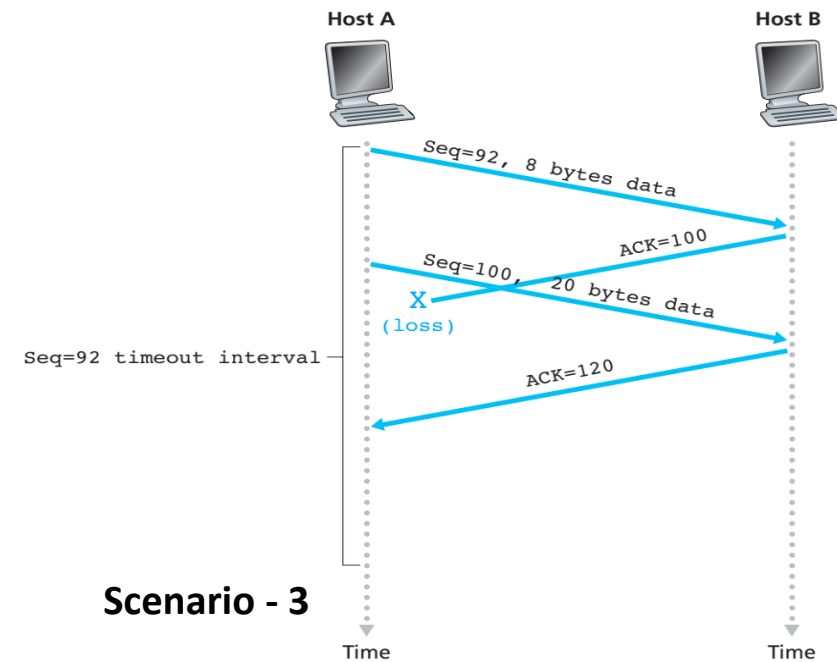 Host A
Host B
Seq=92, 8 bytes data
ACK=100
Seq=100, 20 bytes data
X
(loss)
Seq=92 timeout interval
ACK=120
Scenario - 3
Time
Time